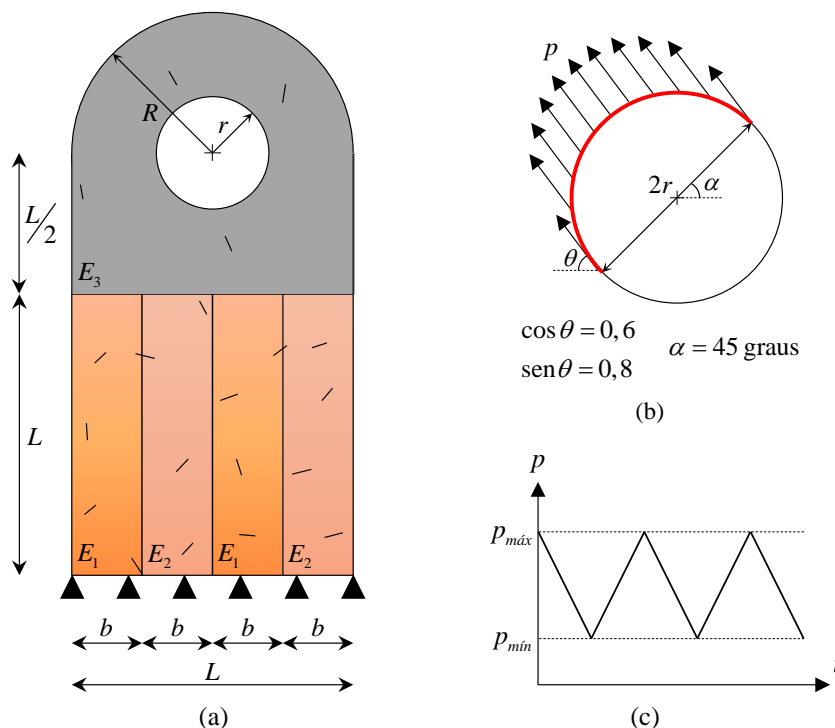 R
r
L/2
E₃
L
E₁
E₂
E₁
E₂
b
b
b
b
L
(a)
p
2r
α
θ
cos θ = 0,6
sen θ = 0,8
α = 45 graus
(b)
p
pmáx
pmín
(c)